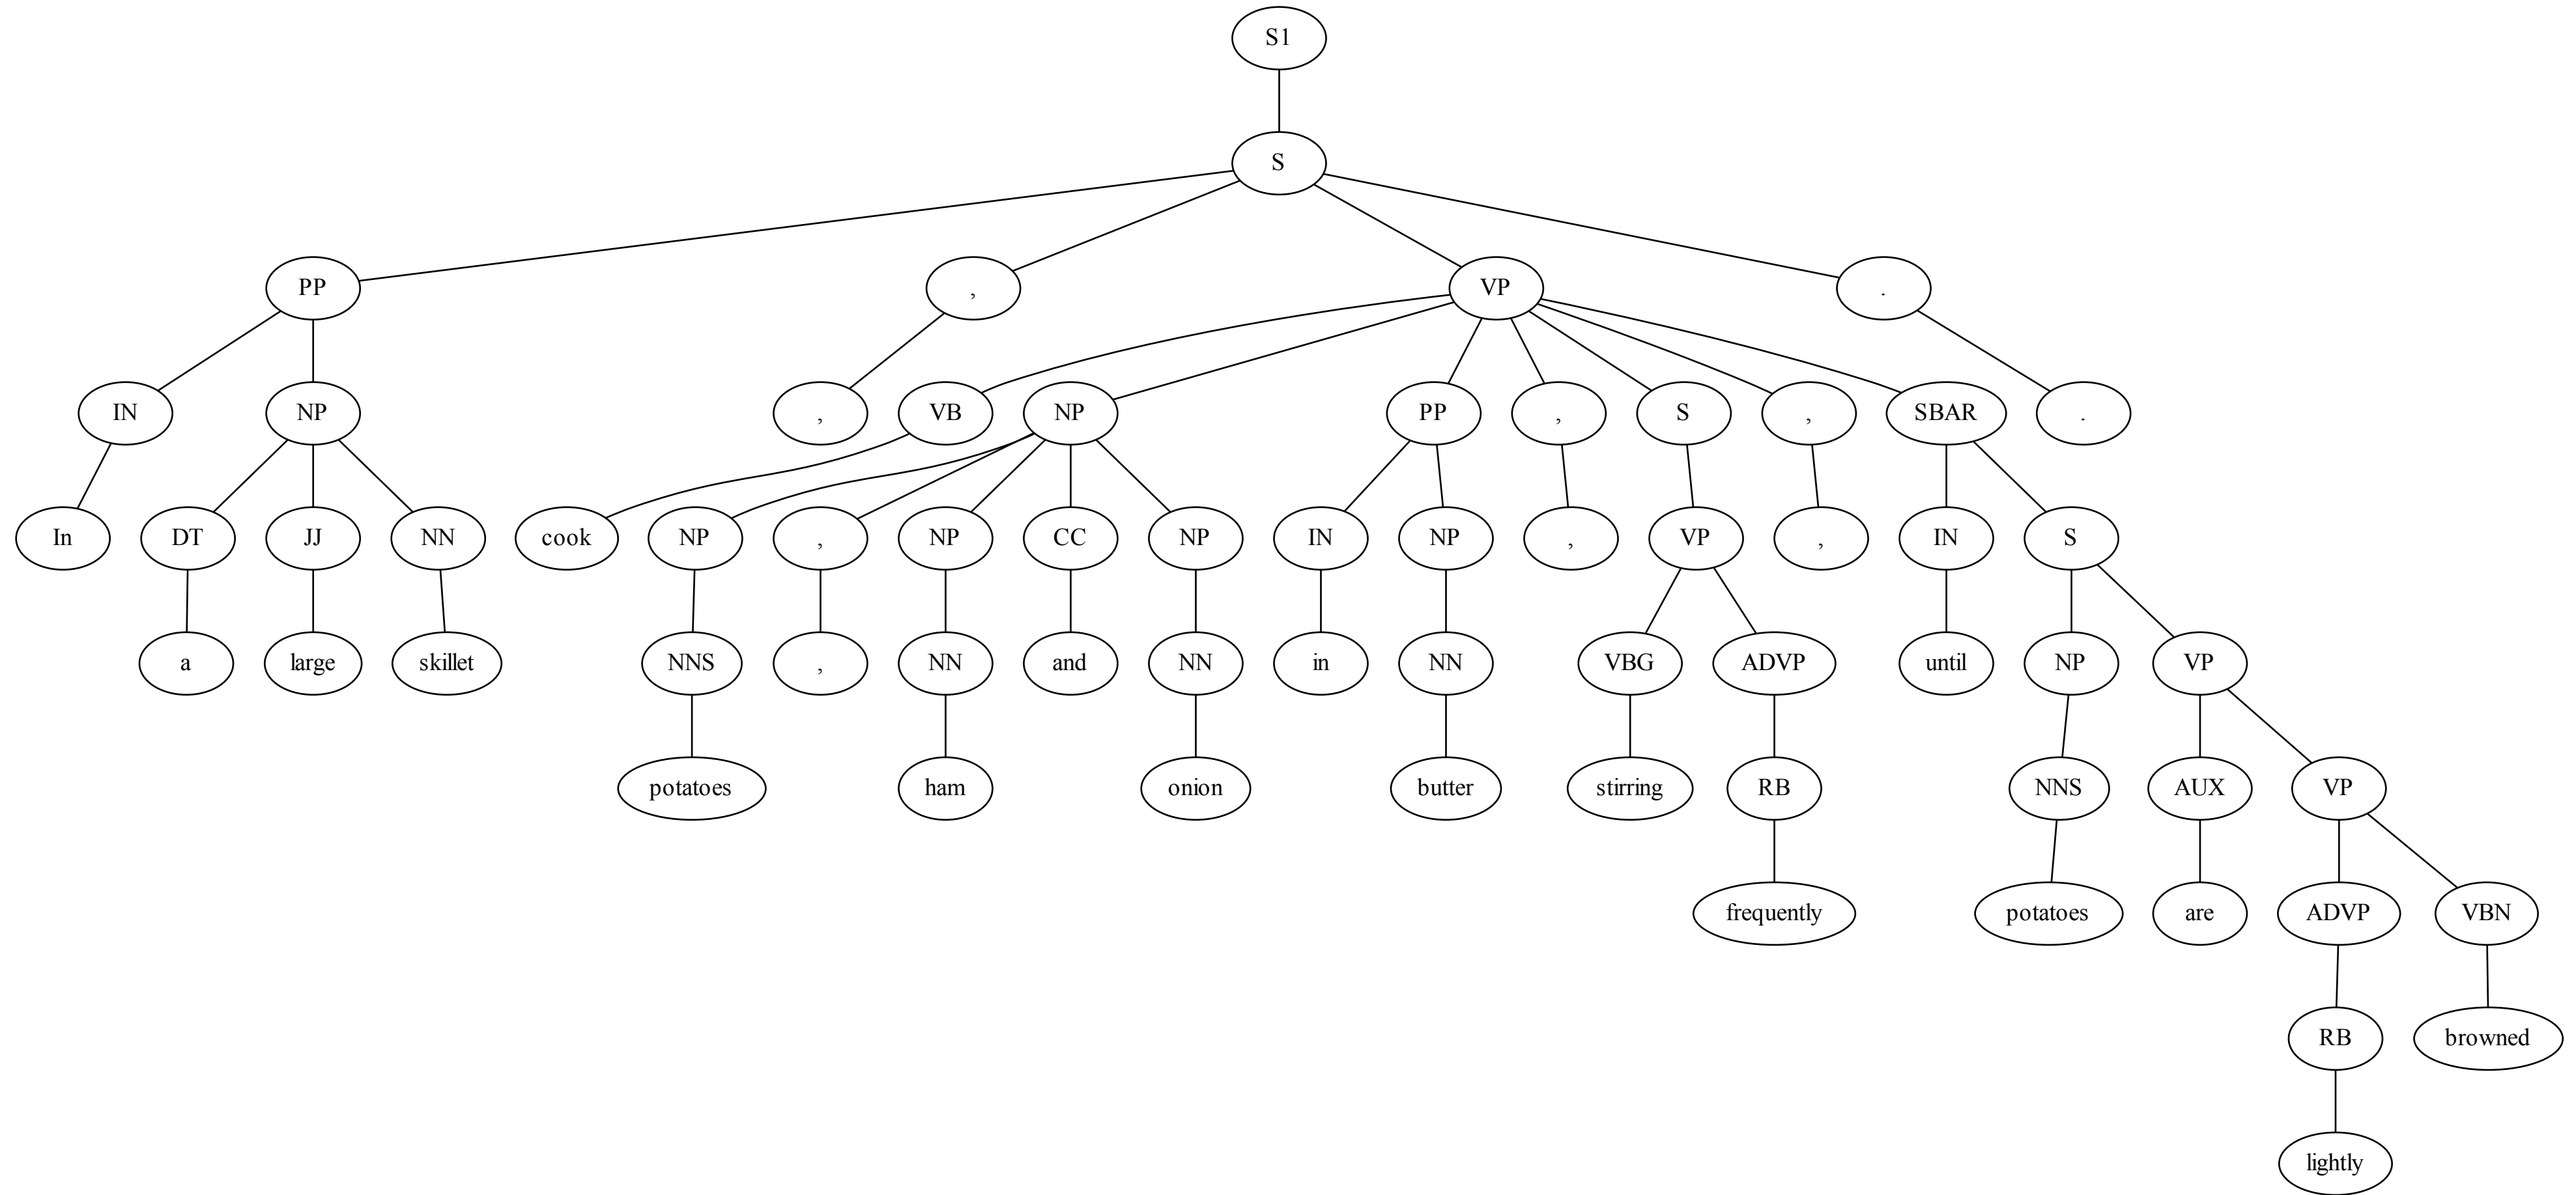 S1
S
PP , VP .
IN NP , VB NP PP , S , SBAR .
In DT JJ NN cook NP , NP CC NP IN NP , VP , IN S
a large skillet NNS , NN and NN in NN VBG ADVP until NP VP
potatoes ham onion butter stirring RB NNS AUX VP
frequently potatoes are ADVP VBN
RB browned
lightly